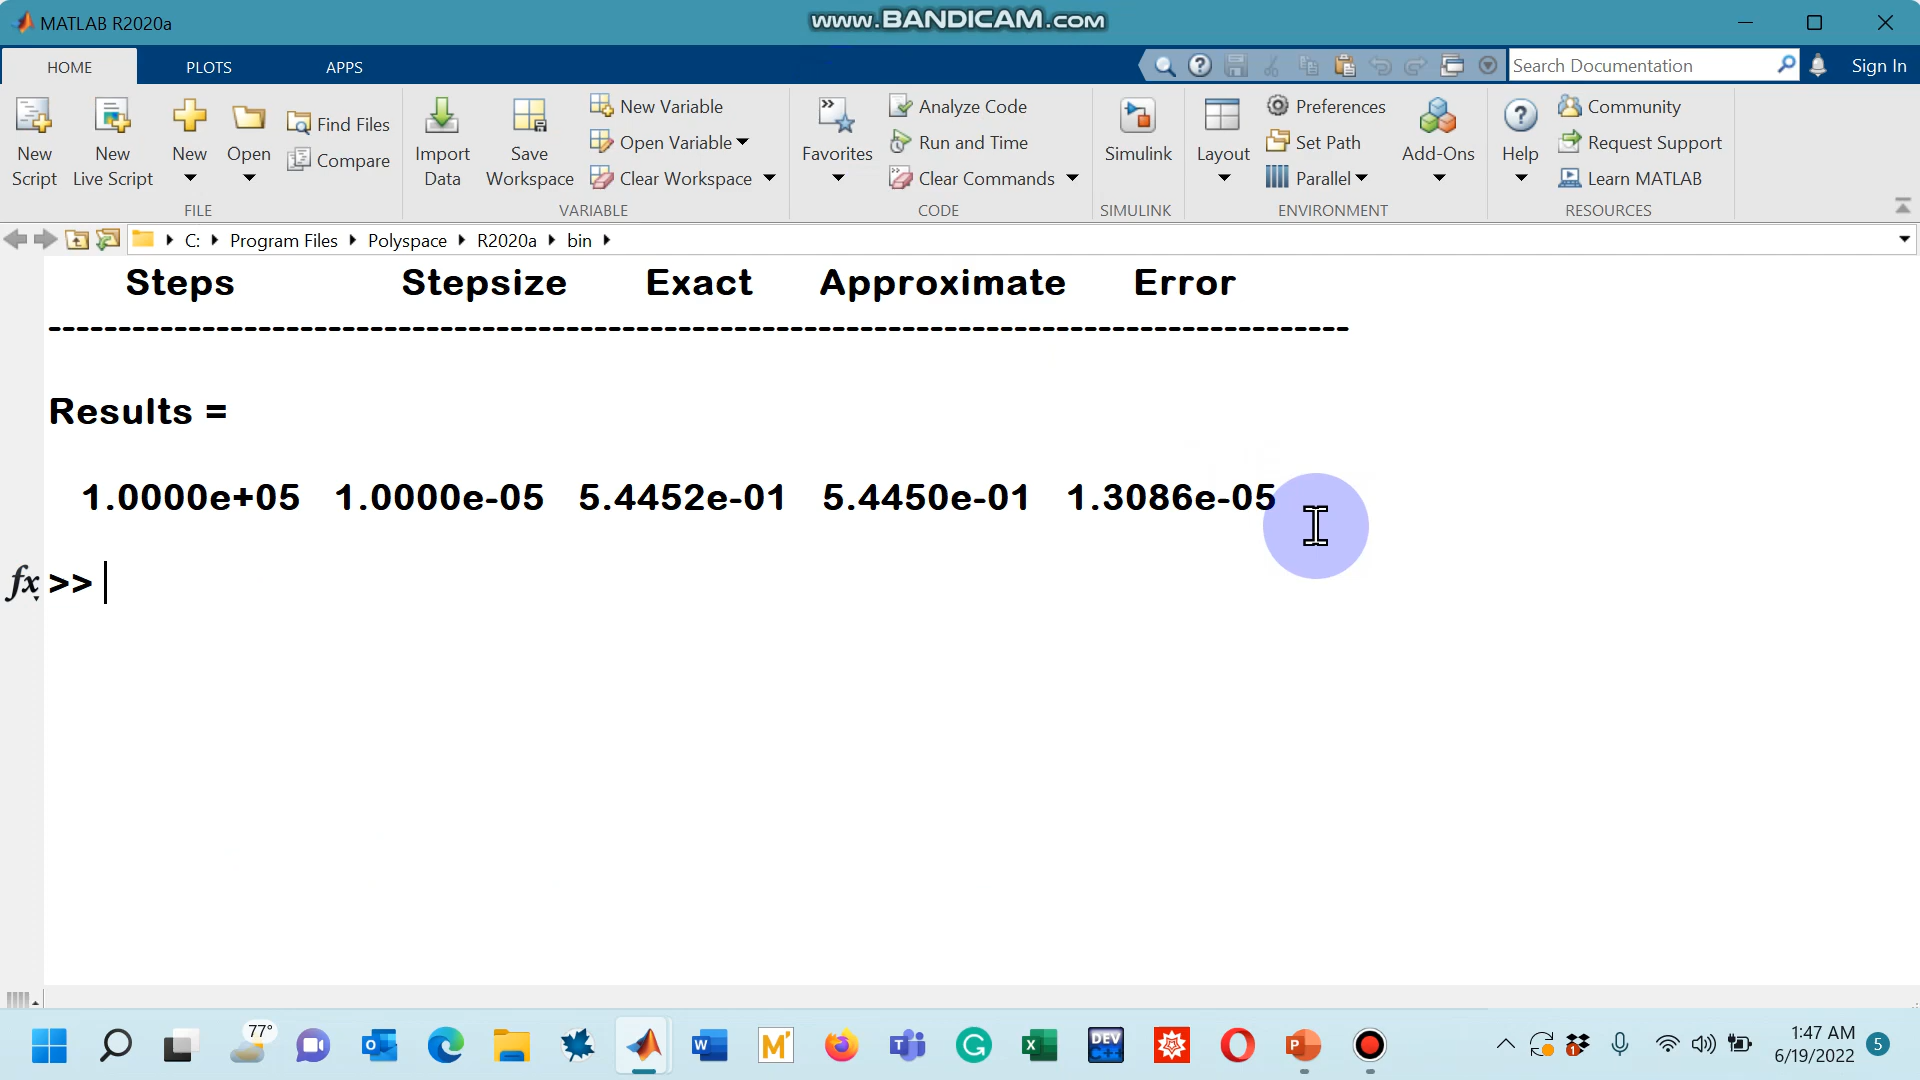 MATLAB R2020a
www.BANDICAM.com
HOME PLOTS APPS
Search Documentation
Sign In
New Script
New Live Script
New
Open
Find Files
Compare
FILE
Import Data
Save Workspace
New Variable
Open Variable
Clear Workspace
VARIABLE
Favorites
Analyze Code
Run and Time
Clear Commands
CODE
Simulink
SIMULINK
Layout
Preferences
Set Path
Parallel
Add-Ons
ENVIRONMENT
Help
Community
Request Support
Learn MATLAB
RESOURCES
C: Program Files Polyspace R2020a bin
Steps Stepsize Exact Approximate Error
---------------------------------------------------------------------------------------------
Results =
1.0000e+05 1.0000e-05 5.4452e-01 5.4450e-01 1.3086e-05
fx >>
77°
1:47 AM
6/19/2022
5
DEV C++
1